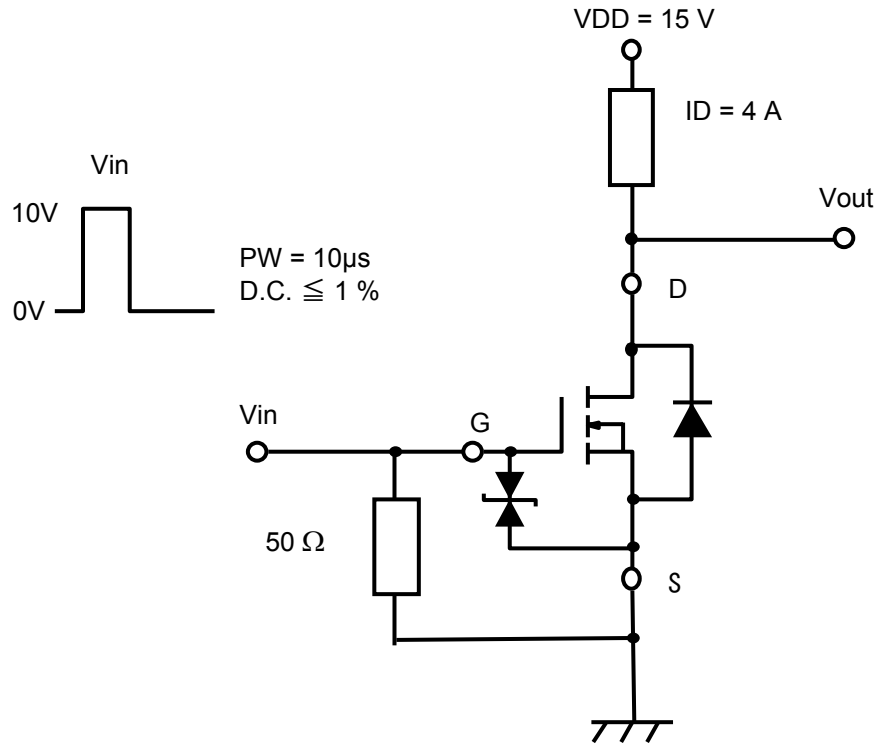 VDD = 15 V
ID = 4 A
Vin
10V
Vout
PW = 10µs
D.C. ≦ 1 %
0V
D
Vin
G
50 Ω
S